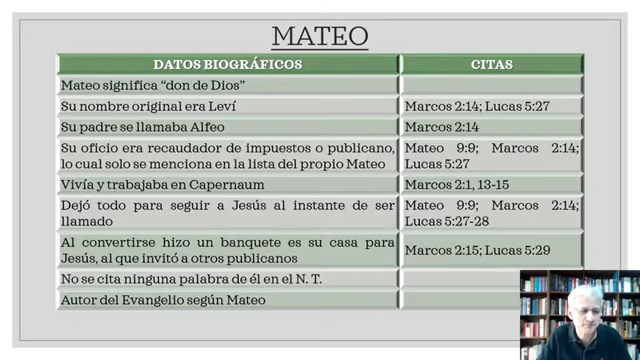 MATEO
DATOS BIOGRÁFICOS CITAS
Mateo significa “don de Dios”
Su nombre original era Leví Marcos 2:14; Lucas 5:27
Su padre se llamaba Alfeo Marcos 2:14
Su oficio era recaudador de impuestos o publicano,
lo cual solo se menciona en la lista del propio Mateo
Mateo 9:9; Marcos 2:14;
Lucas 5:27
Vivía y trabajaba en Capernaum Marcos 2:1, 13-15
Dejó todo para seguir a Jesús al instante de ser
llamado
Mateo 9:9; Marcos 2:14;
Lucas 5:27-28
Al convertirse hizo un banquete es su casa para
Jesús, al que invitó a otros publicanos
Marcos 2:15; Lucas 5:29
No se cita ninguna palabra de él en el N. T.
Autor del Evangelio según Mateo